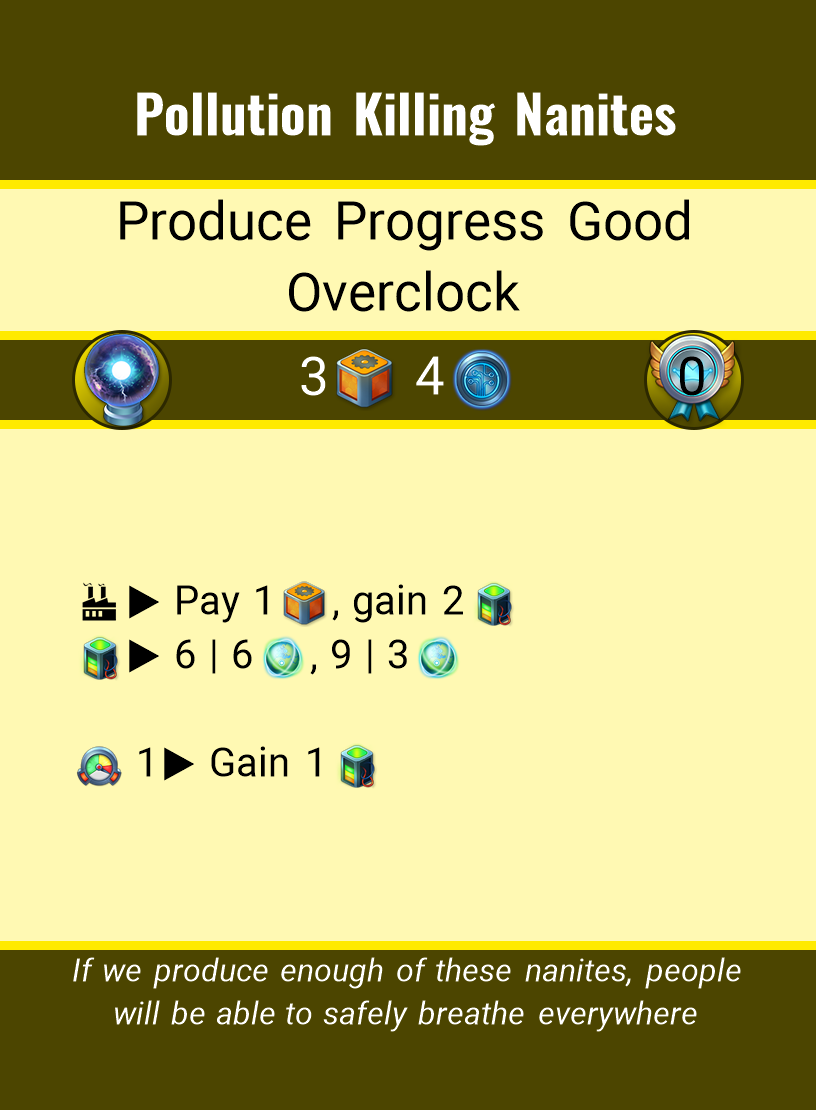 Pollution Killing Nanites
Produce Progress Good
Overclock
3 4
0
▶ Pay 1 , gain 2
▶ 6 | 6 , 9 | 3
1▶ Gain 1
If we produce enough of these nanites, people
will be able to safely breathe everywhere